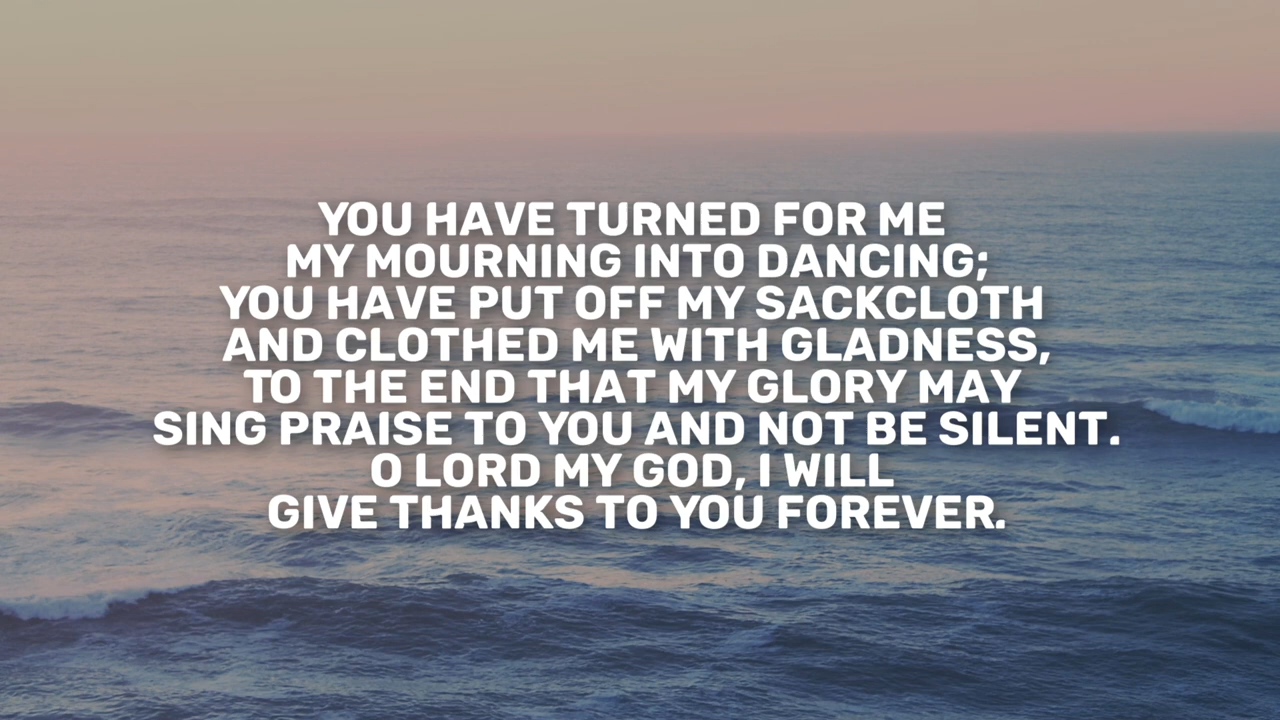 YOU HAVE TURNED FOR ME
MY MOURNING INTO DANCING;
YOU HAVE PUT OFF MY SACKCLOTH
AND CLOTHED ME WITH GLADNESS,
TO THE END THAT MY GLORY MAY
SING PRAISE TO YOU AND NOT BE SILENT.
O LORD MY GOD, I WILL
GIVE THANKS TO YOU FOREVER.